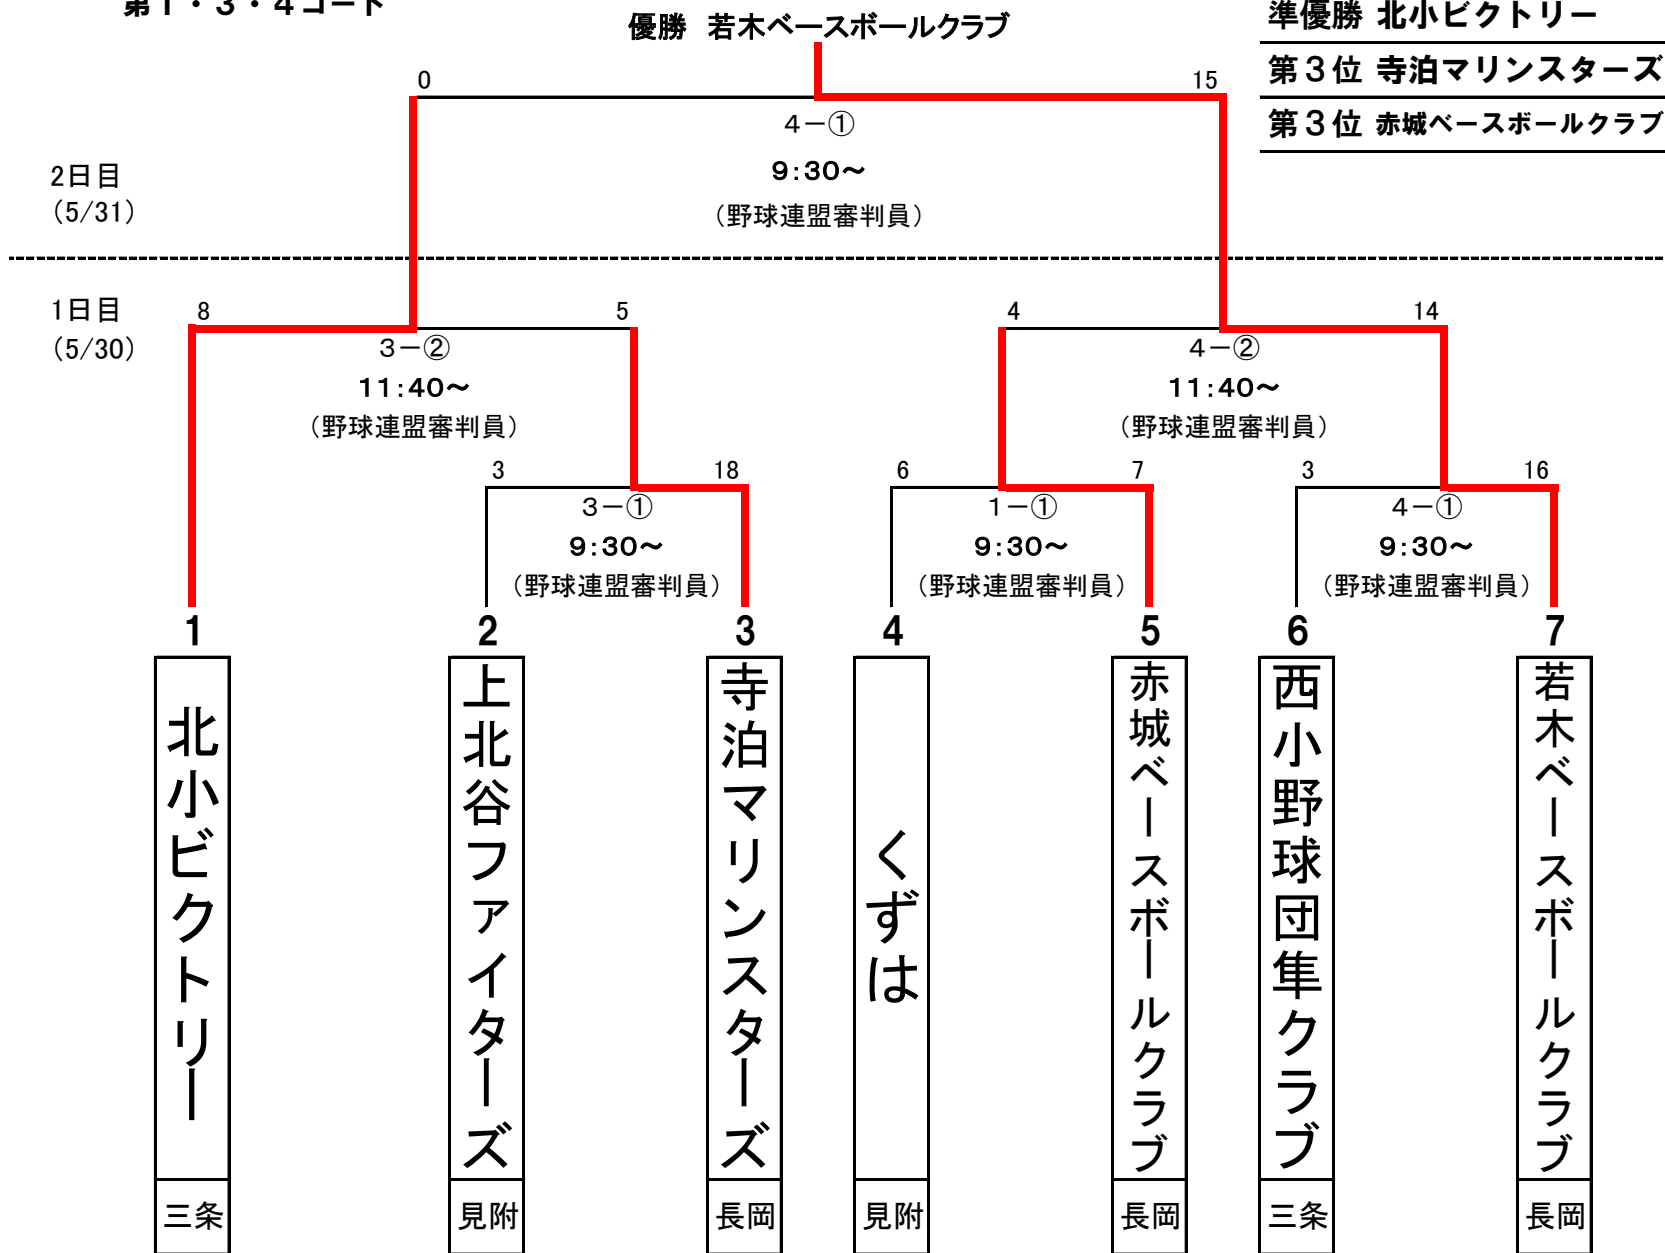 第１・３・４コート
優勝 若木ベースボールクラブ
準優勝 北小ビクトリー
第３位 寺泊マリンスターズ
第３位 赤城ベースボールクラブ
0
15
４－①
9:30～
（野球連盟審判員）
2日目
（5/31）
1日目
（5/30）
8
5
4
14
３－②
11:40～
（野球連盟審判員）
４－②
11:40～
（野球連盟審判員）
3
18
6
7
3
16
３－①
9:30～
（野球連盟審判員）
１－①
9:30～
（野球連盟審判員）
４－①
9:30～
（野球連盟審判員）
1
2
3
4
5
6
7
北小ビクトリー
上北谷ファイターズ
寺泊マリンスターズ
くずは
赤城ベースボールクラブ
西小野球団隼クラブ
若木ベースボールクラブ
三条
見附
長岡
見附
長岡
三条
長岡